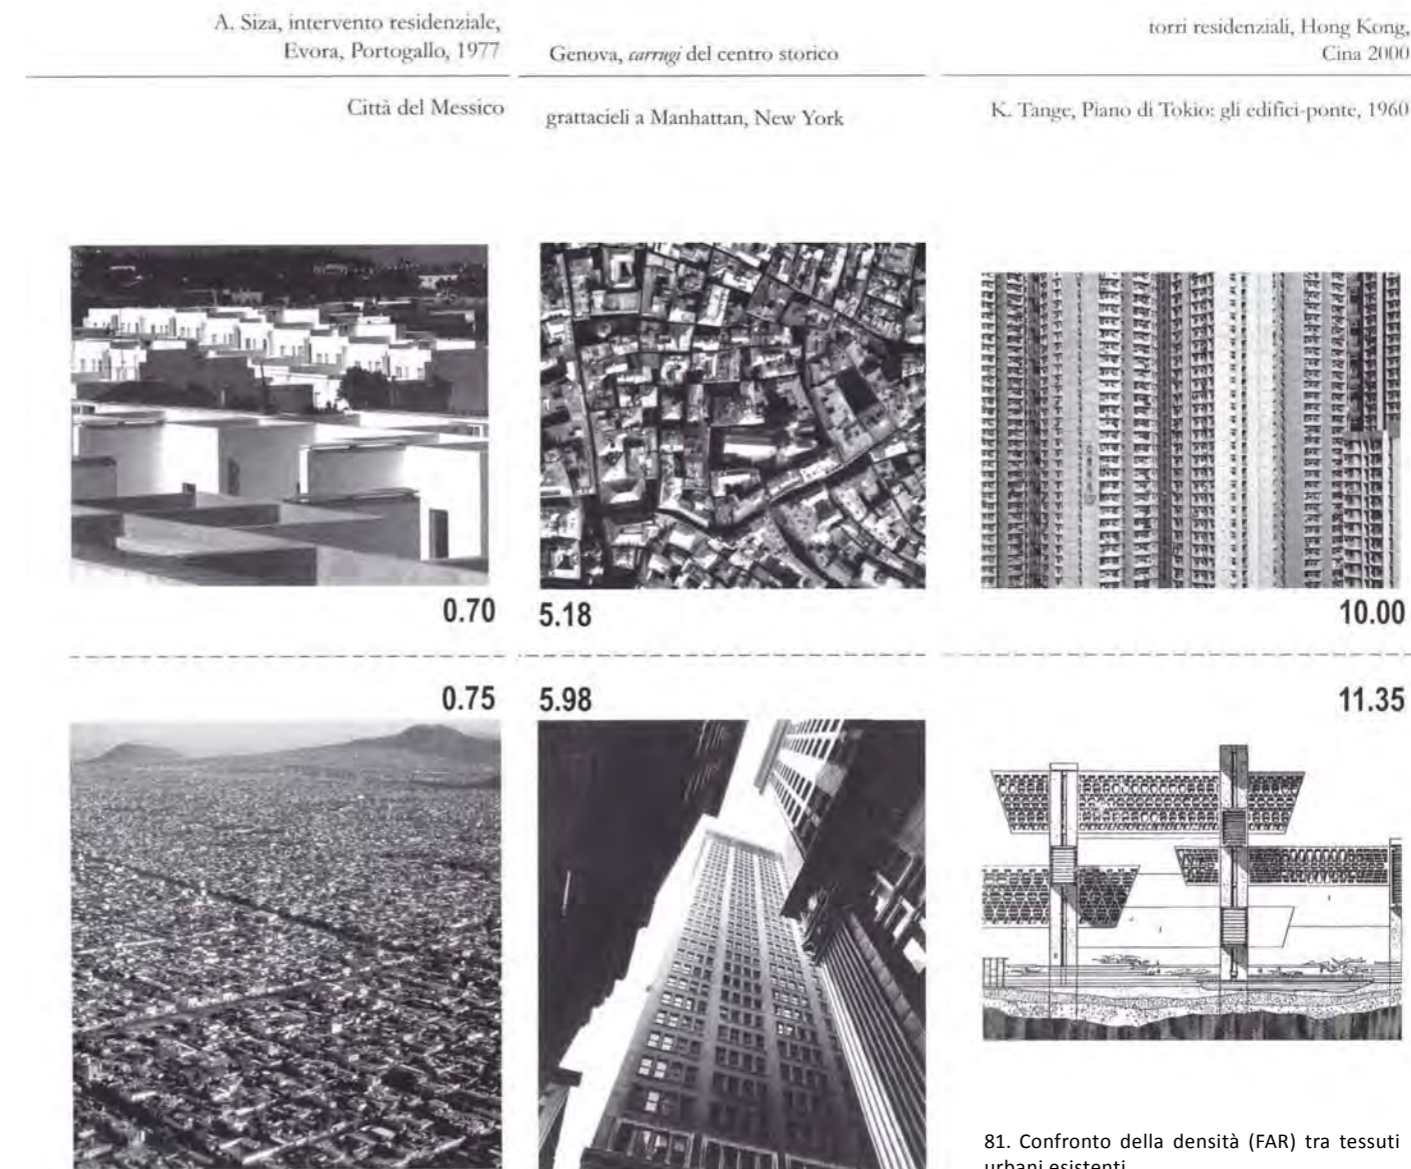 A. Siza, intervento residenziale,
Evora, Portogallo, 1977
Città del Messico
Genova, carrugi del centro storico
grattacieli a Manhattan, New York
torri residenziali, Hong Kong,
Cina 2000
K. Tange, Piano di Tokio: gli edifici-ponte, 1960
0.70
5.18
10.00
0.75
5.98
11.35
81. Confronto della densità (FAR) tra tessuti
urbani esistenti